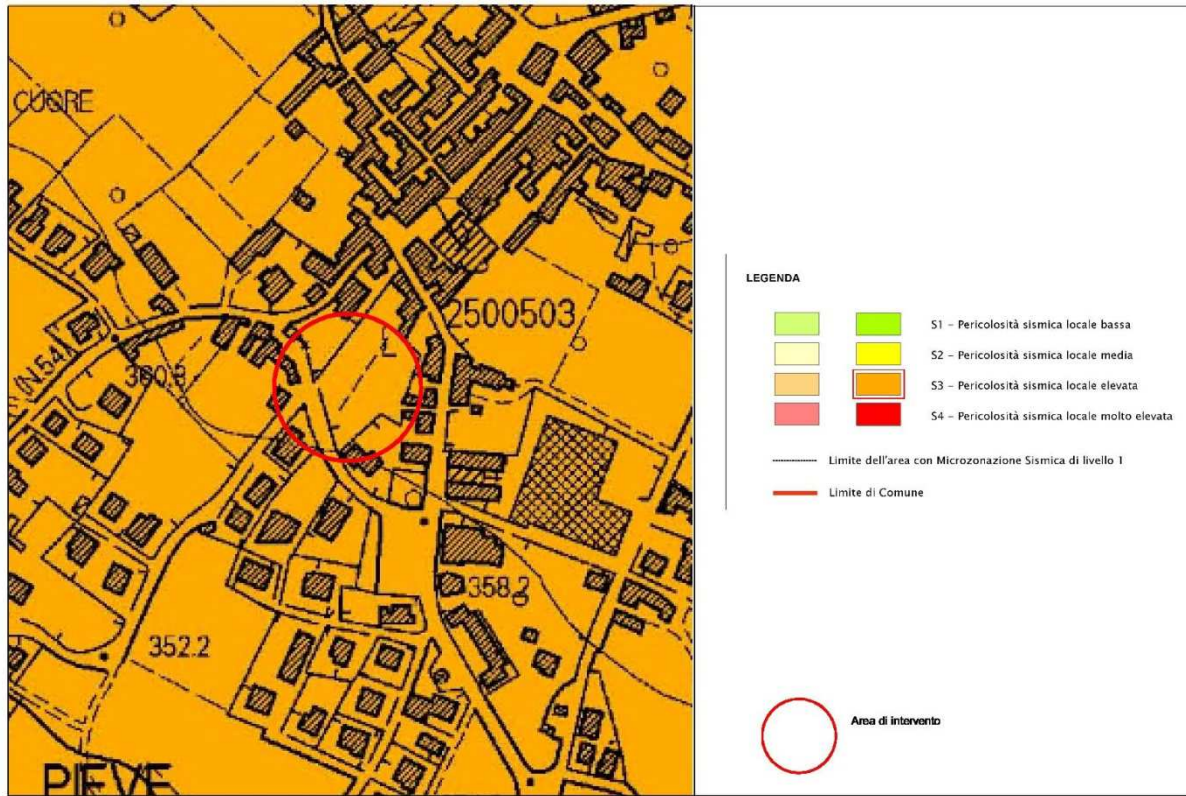 CUORE
2500503
(N.54)
360.3
358.2
352.2
PIEVE
LEGENDA
S1 - Pericolosità sismica locale bassa
S2 - Pericolosità sismica locale media
S3 - Pericolosità sismica locale elevata
S4 - Pericolosità sismica locale molto elevata
Limite dell'area con Microzonazione Sismica di livello 1
Limite di Comune
Area di intervento